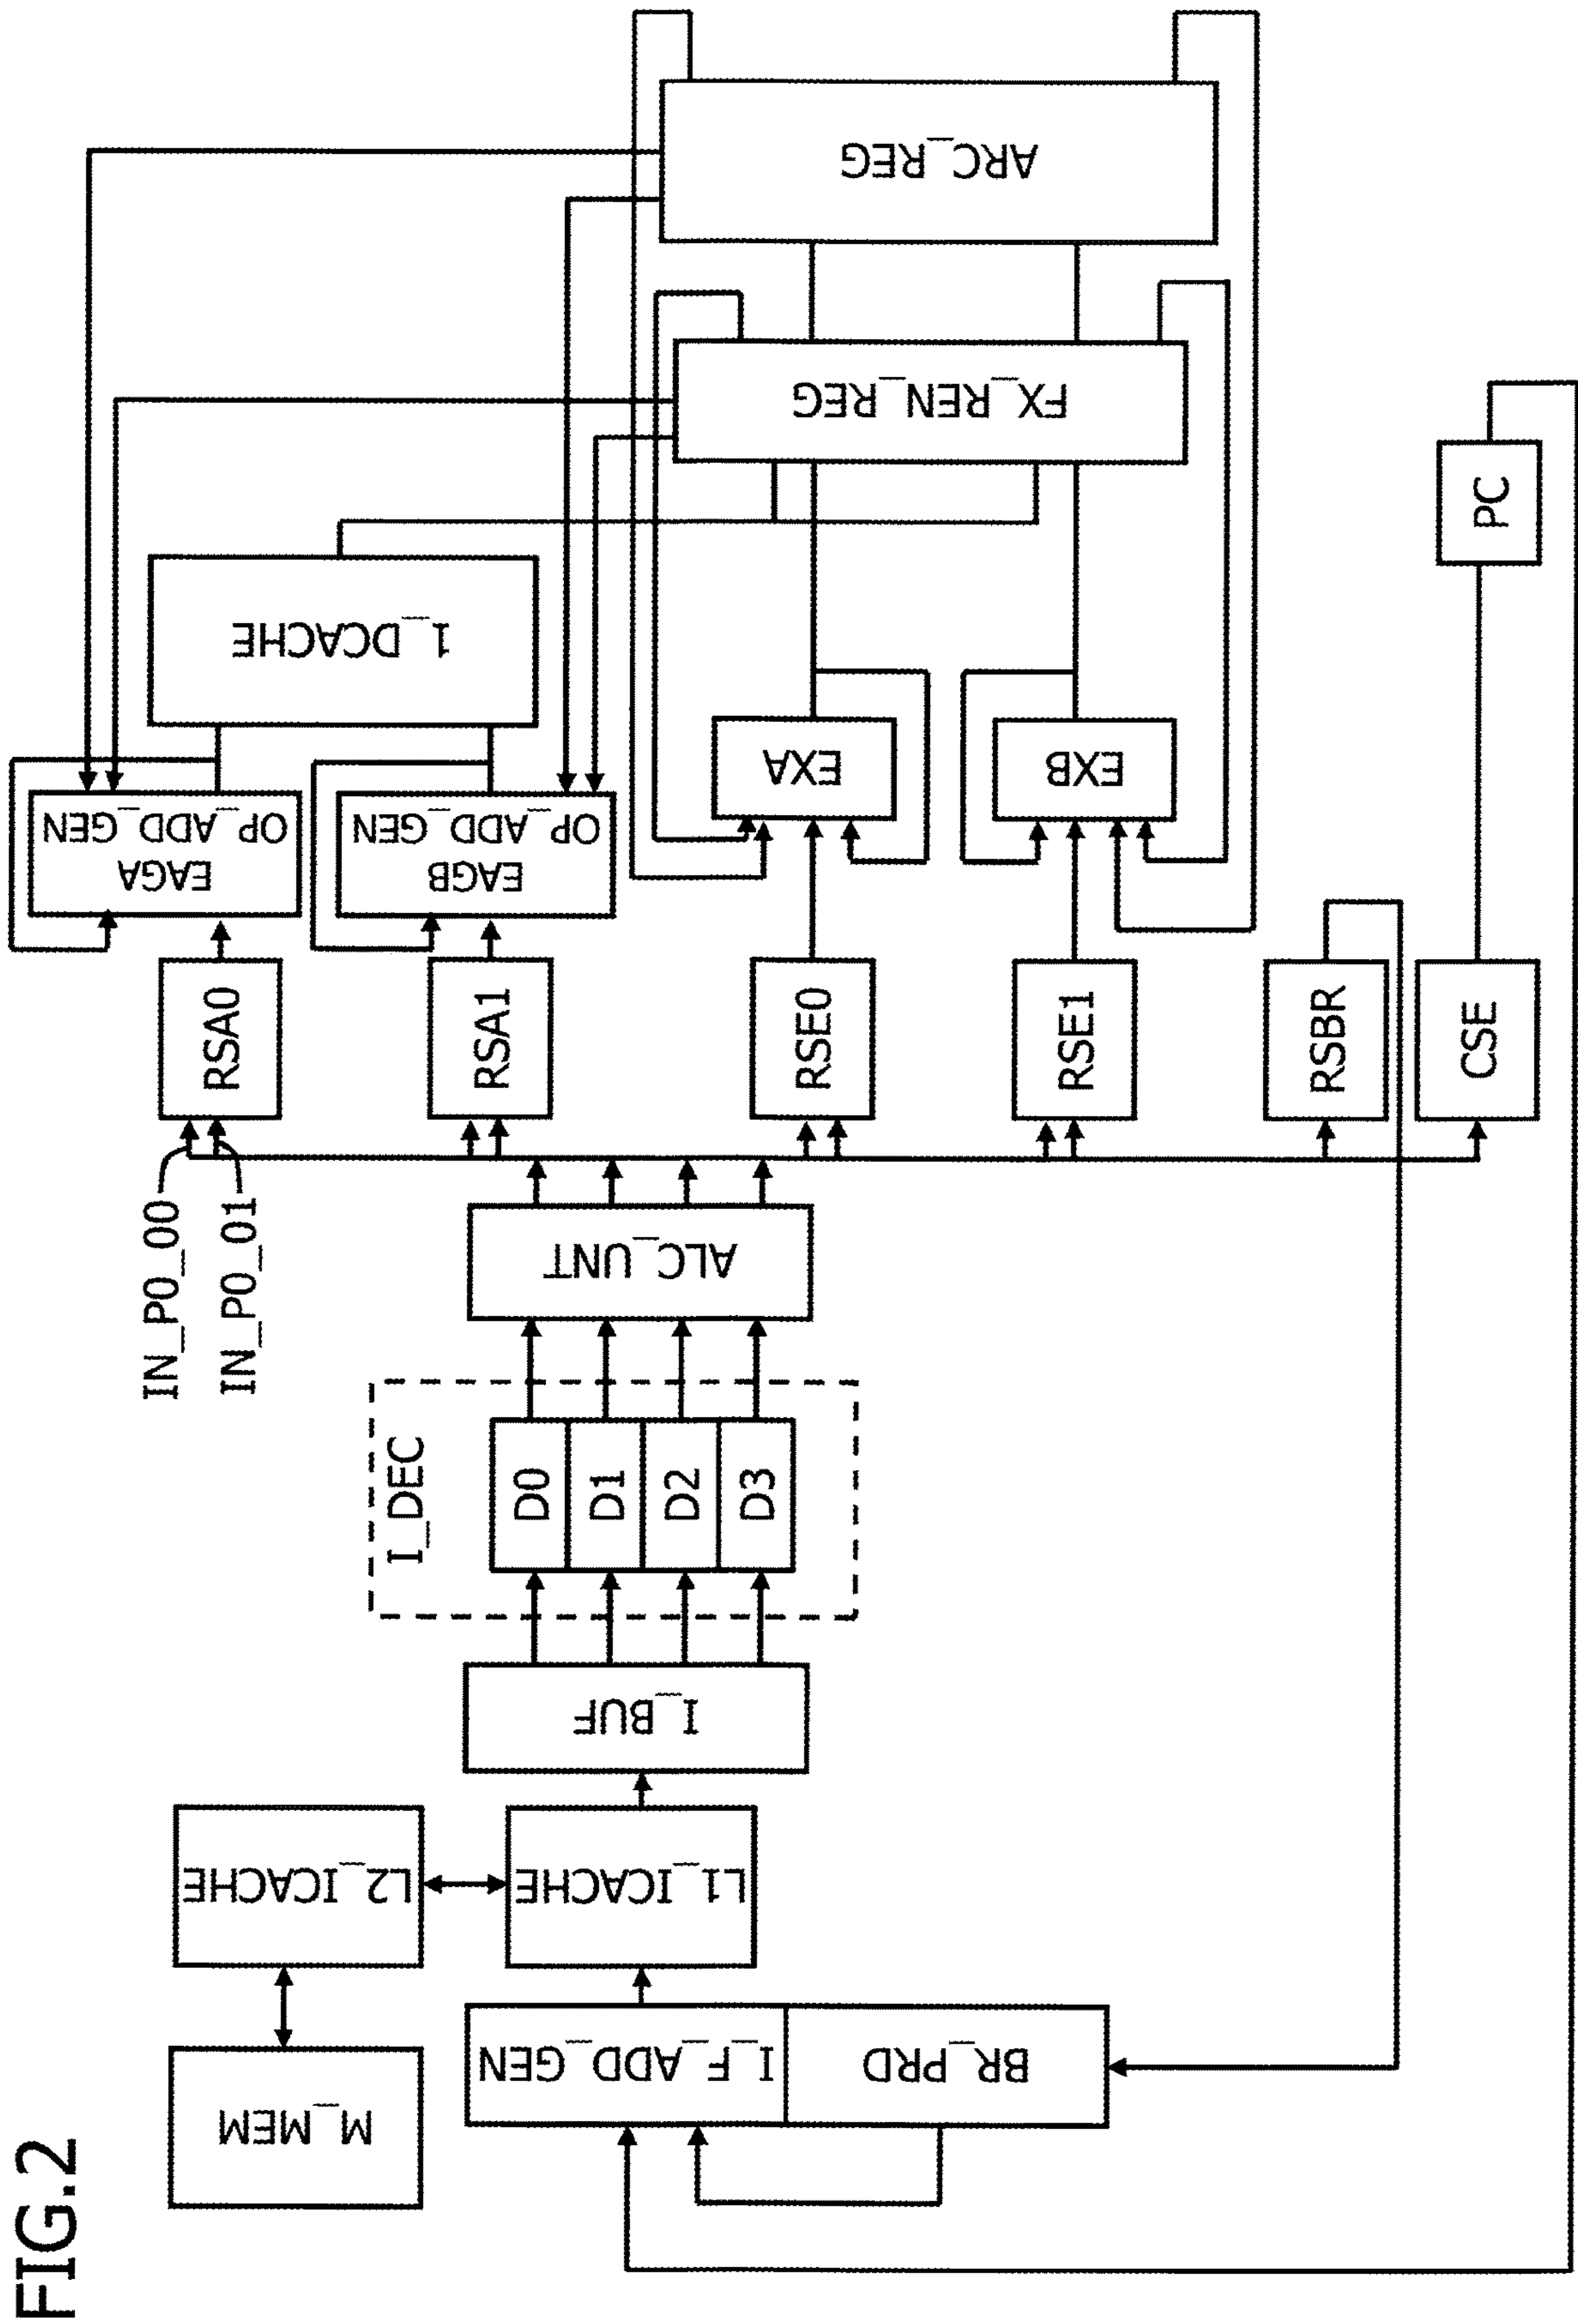 FIG.2
M_MEM
L2_ICACHE
I_F_ADD_GEN
BR_PRD
L1_ICACHE
I_BUF
I_DEC
D0
D1
D2
D3
ALC_UNT
IN_P0_00
IN_P0_01
RSA0
RSA1
RSE0
RSE1
RSBR
CSE
OP_ADD_GEN
EAGA
OP_ADD_GEN
EAGB
EXA
EXB
1_DCACHE
PC
FX_REN_REG
ARC_REG